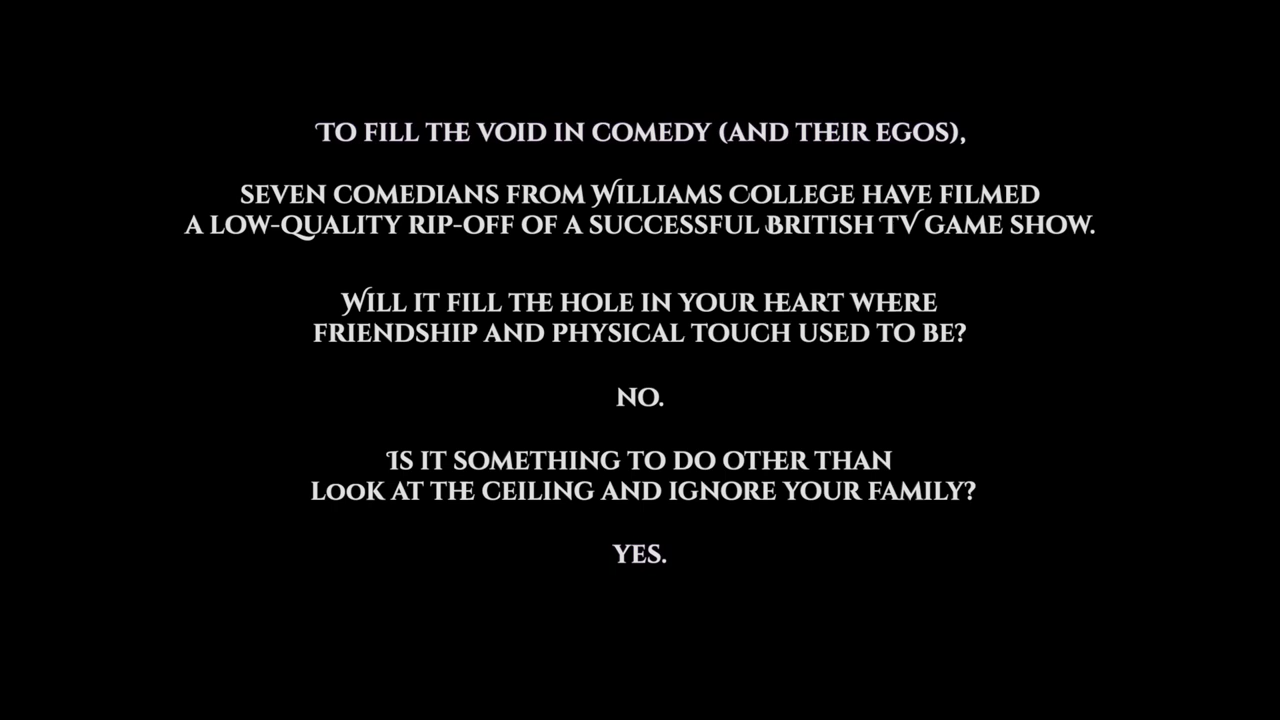 To fill the void in comedy (and their egos),
seven comedians from Williams College have filmed
a low-quality rip-off of a successful British TV game show.
Will it fill the hole in your heart where
friendship and physical touch used to be?
no.
Is it something to do other than
look at the ceiling and ignore your family?
yes.